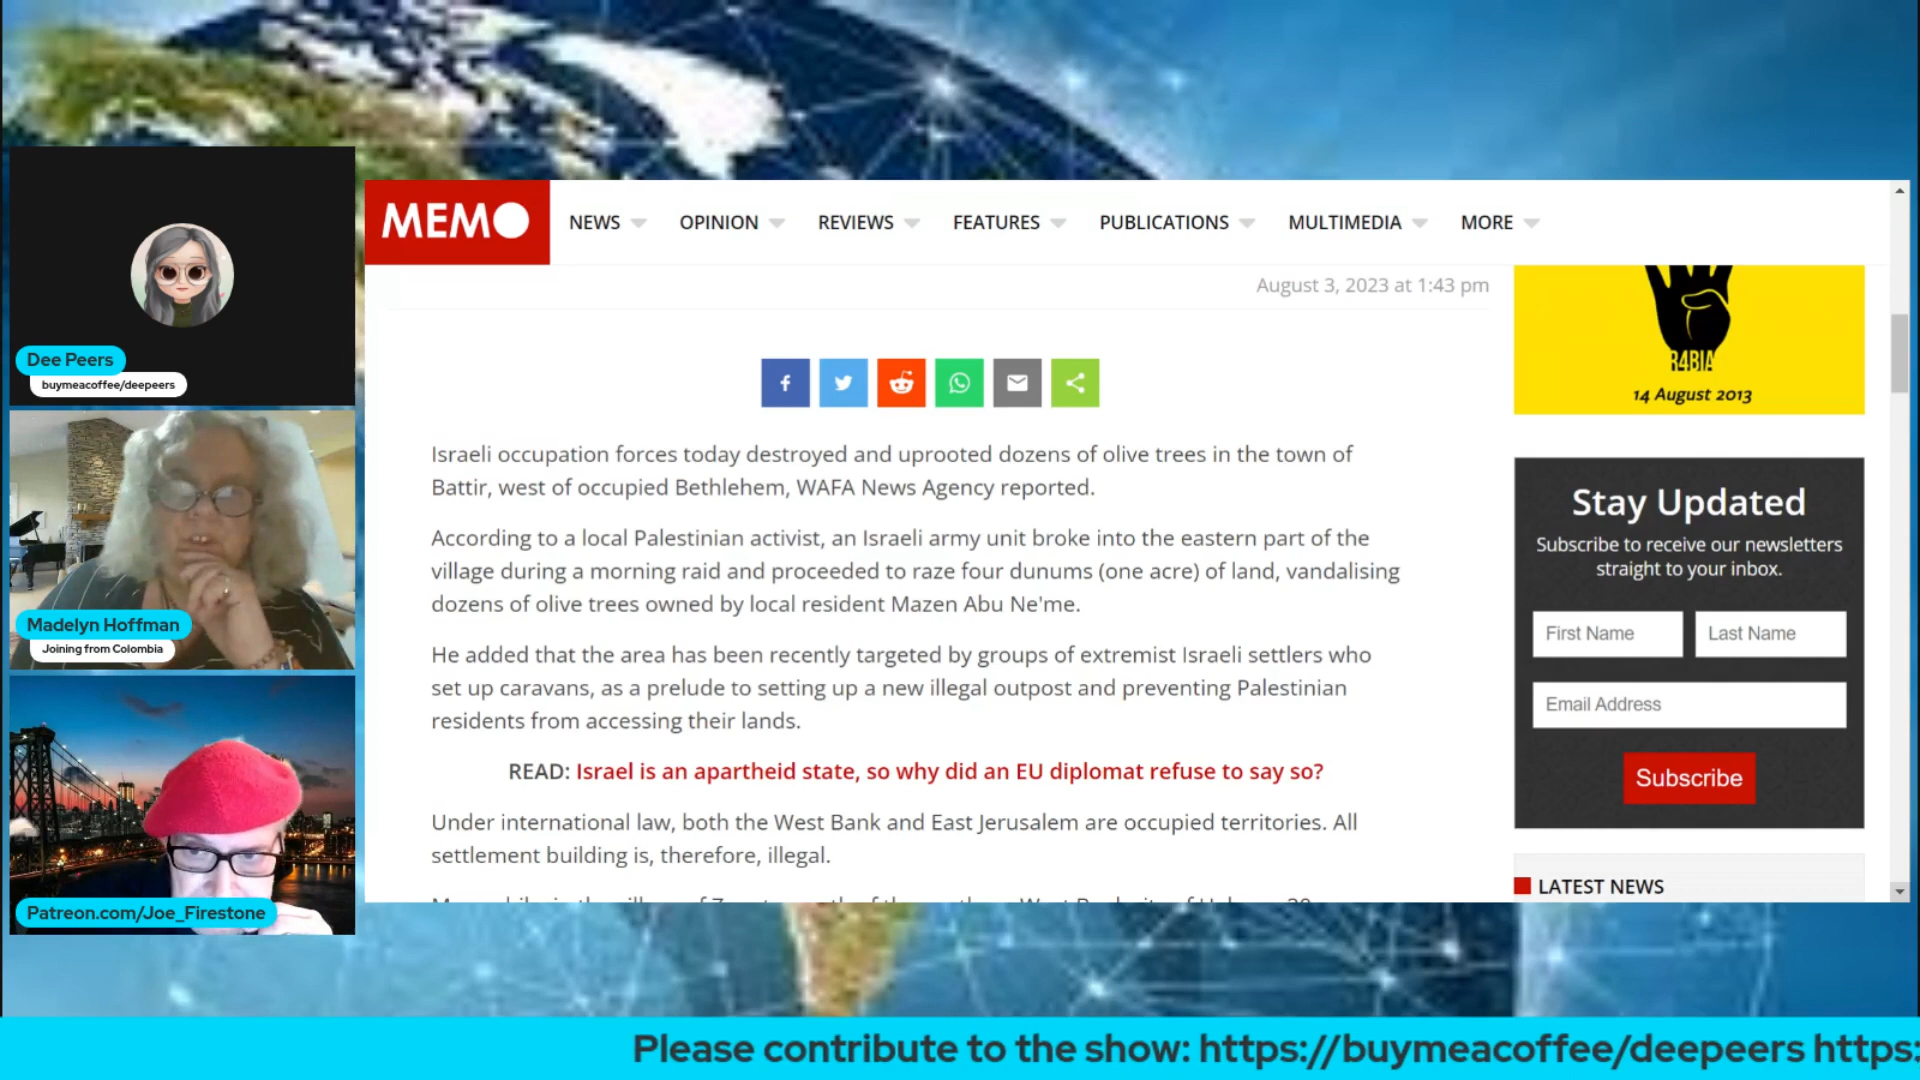 MEMO
NEWS
OPINION
REVIEWS
FEATURES
PUBLICATIONS
MULTIMEDIA
MORE
August 3, 2023 at 1:43 pm
Israeli occupation forces today destroyed and uprooted dozens of olive trees in the town of
Battir, west of occupied Bethlehem, WAFA News Agency reported.
According to a local Palestinian activist, an Israeli army unit broke into the eastern part of the
village during a morning raid and proceeded to raze four dunums (one acre) of land, vandalising
dozens of olive trees owned by local resident Mazen Abu Ne'me.
He added that the area has been recently targeted by groups of extremist Israeli settlers who
set up caravans, as a prelude to setting up a new illegal outpost and preventing Palestinian
residents from accessing their lands.
READ: Israel is an apartheid state, so why did an EU diplomat refuse to say so?
Under international law, both the West Bank and East Jerusalem are occupied territories. All
settlement building is, therefore, illegal.
R4BIA
14 August 2013
Stay Updated
Subscribe to receive our newsletters
straight to your inbox.
First Name
Last Name
Email Address
Subscribe
LATEST NEWS
Dee Peers
buymeacoffee/deepeers
Madelyn Hoffman
Joining from Colombia
Patreon.com/Joe_Firestone
Please contribute to the show: https://buymeacoffee/deepeers https: